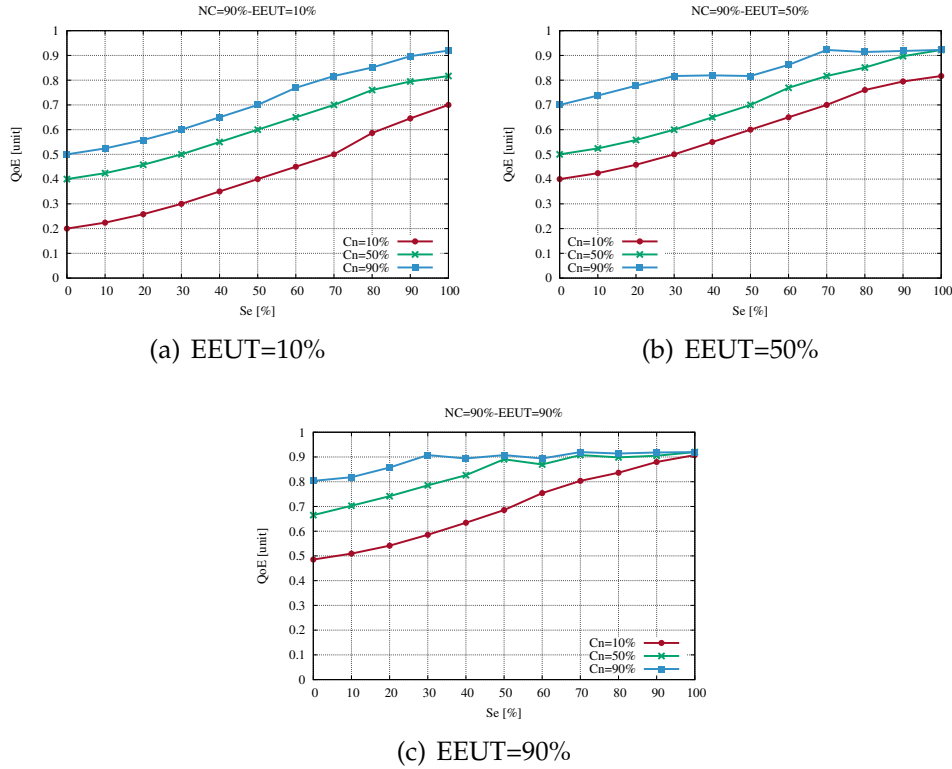 NC=90%-EEUT=10%
1
0.9
0.8
0.7
0.6
0.5
0.4
0.3
0.2
0.1
0
QoE [unit]
Cn=10%
Cn=50%
Cn=90%
0 10 20 30 40 50 60 70 80 90 100
Se [%]
(a) EEUT=10%
NC=90%-EEUT=50%
1
0.9
0.8
0.7
0.6
0.5
0.4
0.3
0.2
0.1
0
QoE [unit]
Cn=10%
Cn=50%
Cn=90%
0 10 20 30 40 50 60 70 80 90 100
Se [%]
(b) EEUT=50%
NC=90%-EEUT=90%
1
0.9
0.8
0.7
0.6
0.5
0.4
0.3
0.2
0.1
0
QoE [unit]
Cn=10%
Cn=50%
Cn=90%
0 10 20 30 40 50 60 70 80 90 100
Se [%]
(c) EEUT=90%